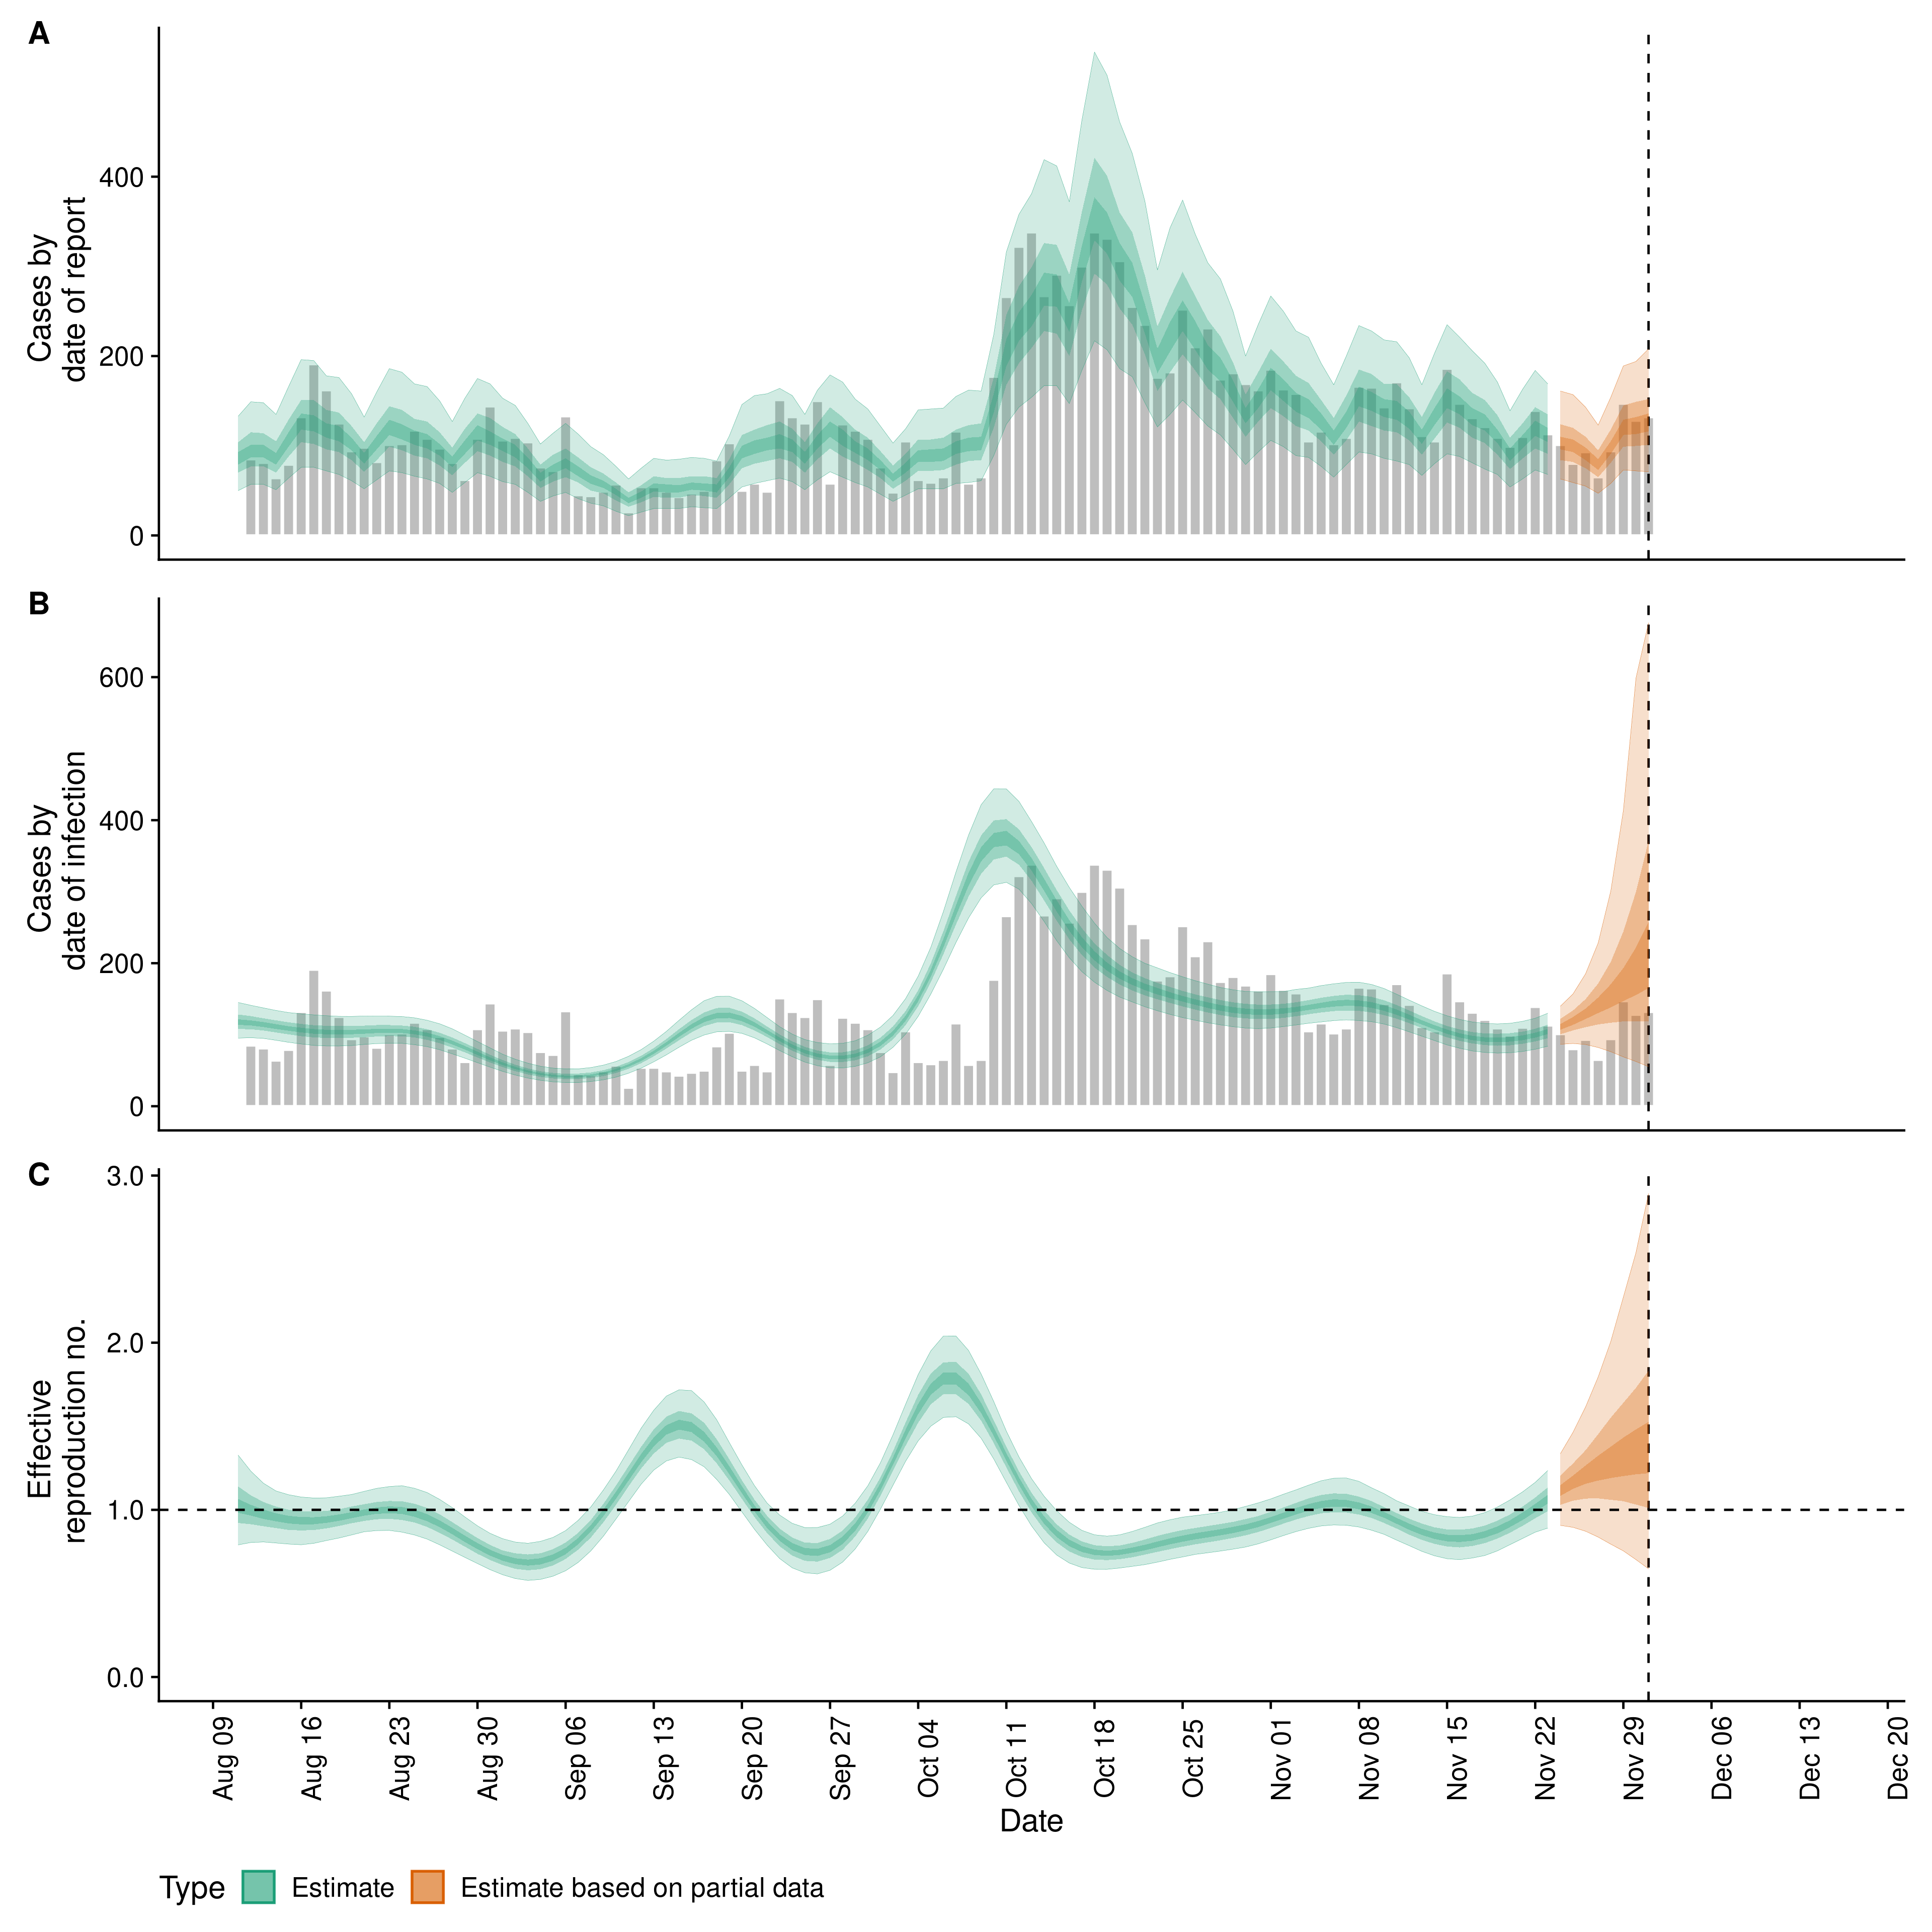 A
Cases by
date of report
400
200
0
B
Cases by
date of infection
600
400
200
0
C
Effective
reproduction no.
3.0
2.0
1.0
0.0
Aug 09
Aug 16
Aug 23
Aug 30
Sep 06
Sep 13
Sep 20
Sep 27
Oct 04
Oct 11
Oct 18
Oct 25
Nov 01
Nov 08
Nov 15
Nov 22
Nov 29
Dec 06
Dec 13
Dec 20
Date
Type Estimate Estimate based on partial data